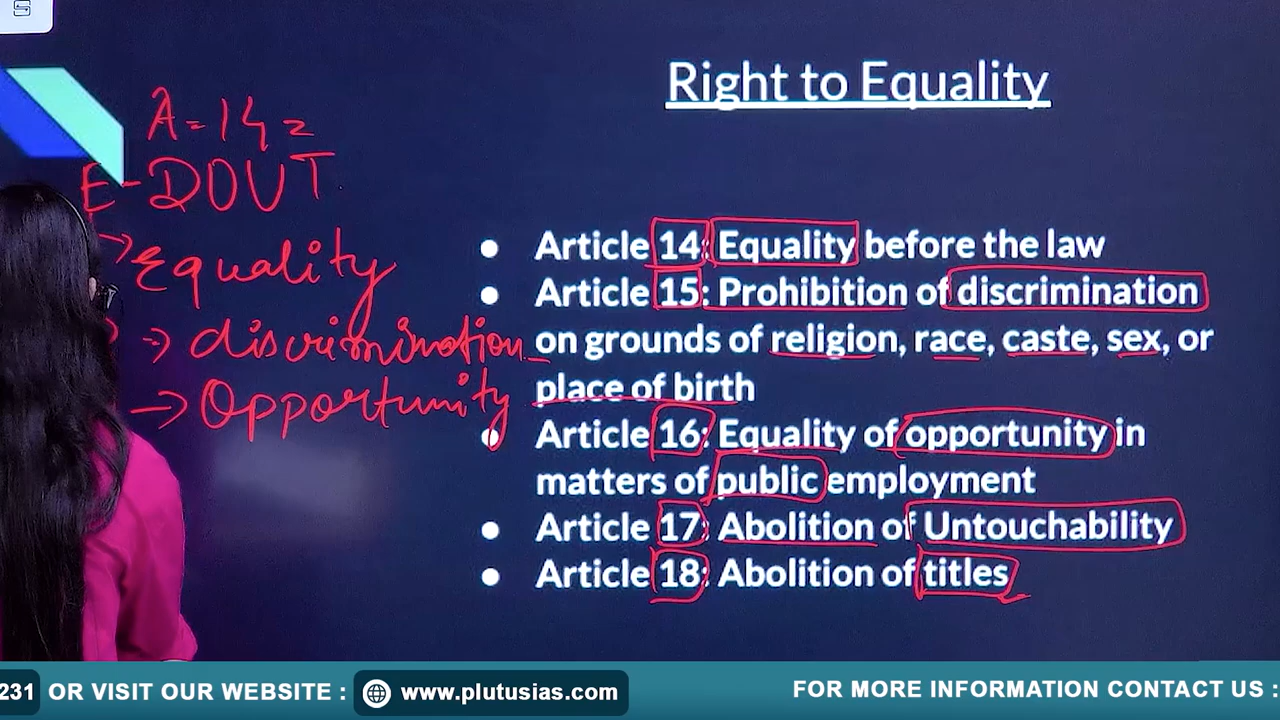 Right to Equality
A = 14 =
E - DOUT
→ Equality
→ discrimination
→ Opportunity
• Article 14: Equality before the law
• Article 15: Prohibition of discrimination
on grounds of religion, race, caste, sex, or
place of birth
• Article 16: Equality of opportunity in
matters of public employment
• Article 17: Abolition of Untouchability
• Article 18: Abolition of titles
231 OR VISIT OUR WEBSITE : www.plutusias.com FOR MORE INFORMATION CONTACT US :